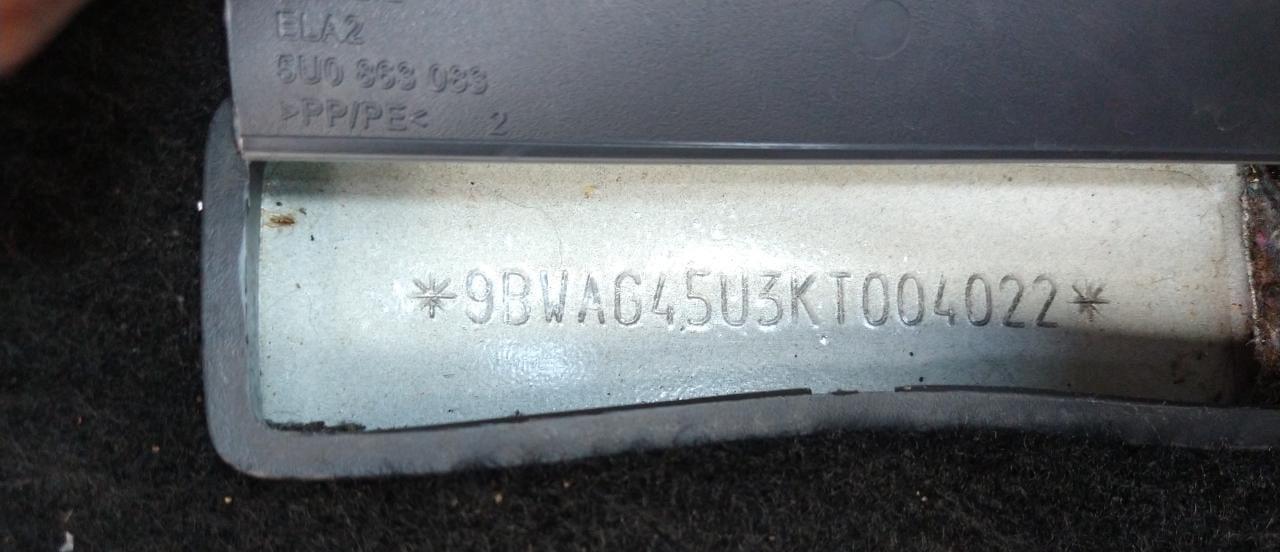 ELA2
5U0 863 083
>PP/PE<
2
*9BWAG45U3KT004022*